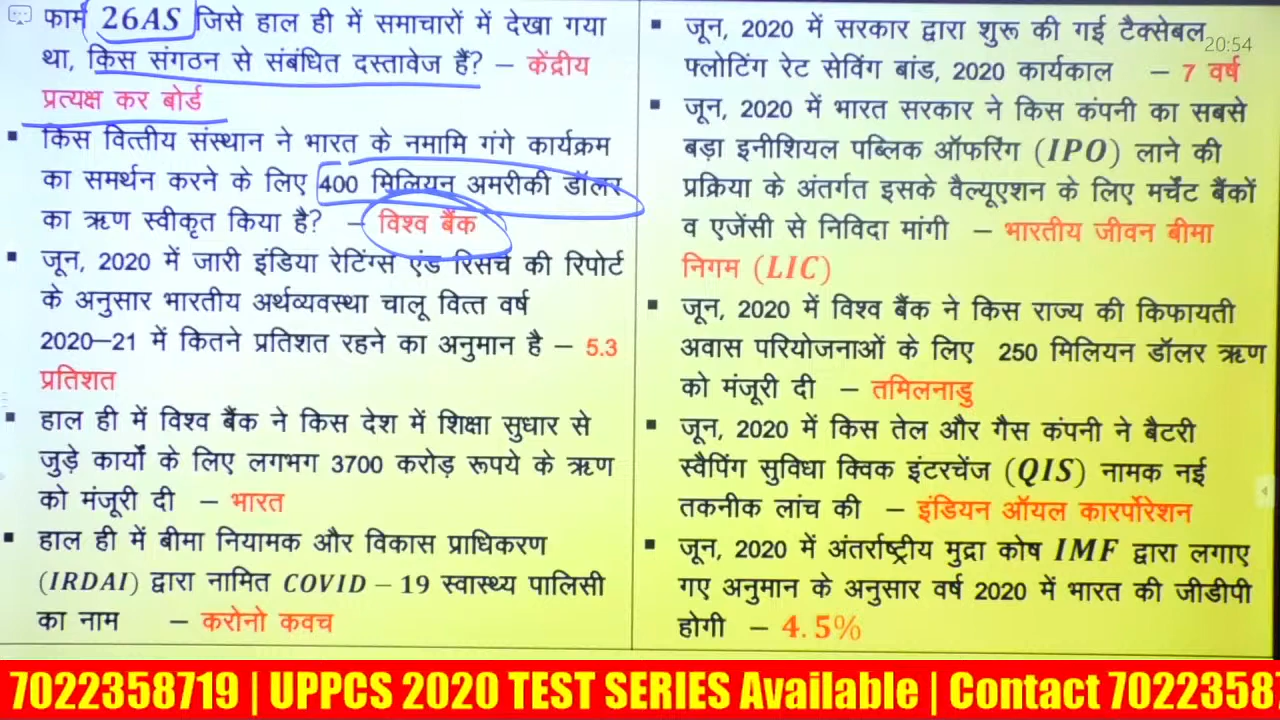 फार्म 26AS जिसे हाल ही में समाचारों में देखा गया
था, किस संगठन से संबंधित दस्तावेज हैं? – केंद्रीय
प्रत्यक्ष कर बोर्ड
▪ किस वित्तीय संस्थान ने भारत के नमामि गंगे कार्यक्रम
का समर्थन करने के लिए 400 मिलियन अमरीकी डॉलर
का ऋण स्वीकृत किया है? – विश्व बैंक
▪ जून, 2020 में जारी इंडिया रेटिंग्स एंड रिसर्च की रिपोर्ट
के अनुसार भारतीय अर्थव्यवस्था चालू वित्त वर्ष
2020–21 में कितने प्रतिशत रहने का अनुमान है – 5.3
प्रतिशत
▪ हाल ही में विश्व बैंक ने किस देश में शिक्षा सुधार से
जुड़े कार्यों के लिए लगभग 3700 करोड़ रूपये के ऋण
को मंजूरी दी – भारत
▪ हाल ही में बीमा नियामक और विकास प्राधिकरण
(IRDAI) द्वारा नामित COVID – 19 स्वास्थ्य पालिसी
का नाम – करोनो कवच
▪ जून, 2020 में सरकार द्वारा शुरू की गई टैक्सेबल
20:54
फ्लोटिंग रेट सेविंग बांड, 2020 कार्यकाल – 7 वर्ष
▪ जून, 2020 में भारत सरकार ने किस कंपनी का सबसे
बड़ा इनीशियल पब्लिक ऑफरिंग (IPO) लाने की
प्रक्रिया के अंतर्गत इसके वैल्यूएशन के लिए मर्चेंट बैंकों
व एजेंसी से निविदा मांगी – भारतीय जीवन बीमा
निगम (LIC)
▪ जून, 2020 में विश्व बैंक ने किस राज्य की किफायती
अवास परियोजनाओं के लिए 250 मिलियन डॉलर ऋण
को मंजूरी दी – तमिलनाडु
▪ जून, 2020 में किस तेल और गैस कंपनी ने बैटरी
स्वैपिंग सुविधा क्विक इंटरचेंज (QIS) नामक नई
तकनीक लांच की – इंडियन ऑयल कारर्पोरेशन
▪ जून, 2020 में अंतर्राष्ट्रीय मुद्रा कोष IMF द्वारा लगाए
गए अनुमान के अनुसार वर्ष 2020 में भारत की जीडीपी
होगी – 4.5%
7022358719 | UPPCS 2020 TEST SERIES Available | Contact 70223587